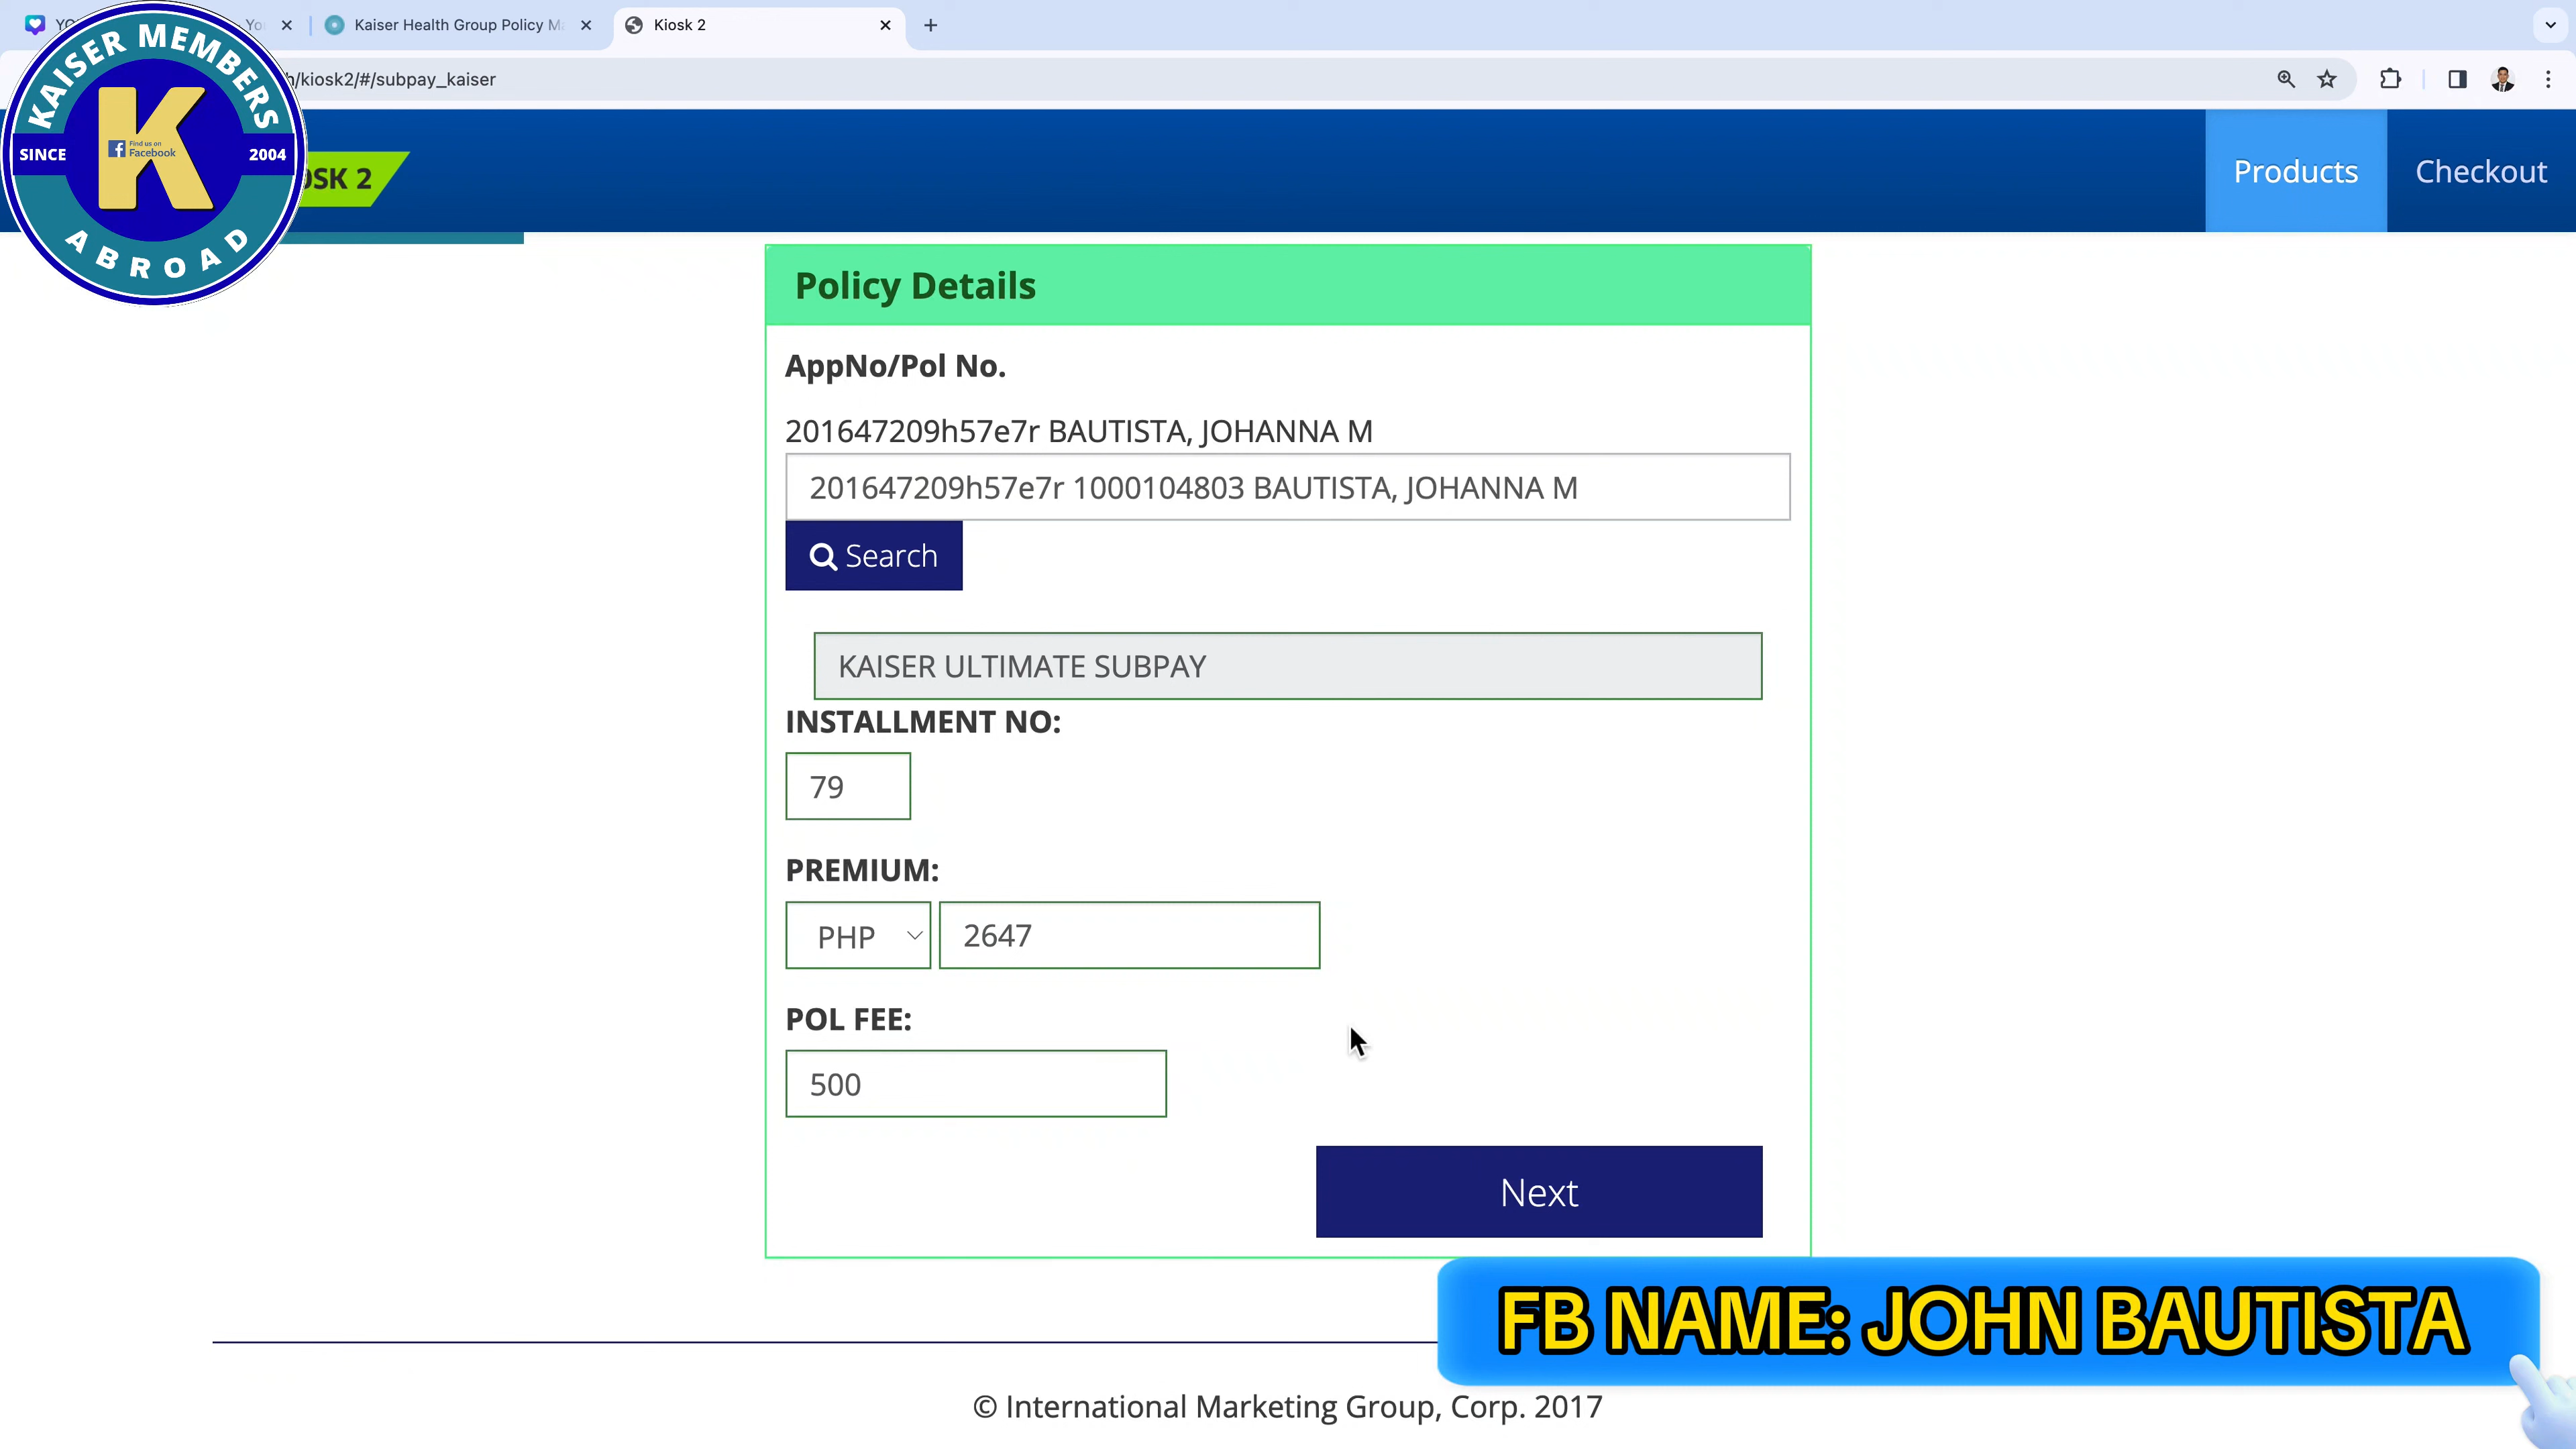 Kaiser Health Group Policy M
Kiosk 2
/kiosk2/#/subpay_kaiser
KAISER MEMBERS
SINCE
Find us on
Facebook
2004
ABROAD
OSK 2
Products
Checkout
Policy Details
AppNo/Pol No.
201647209h57e7r BAUTISTA, JOHANNA M
201647209h57e7r 1000104803 BAUTISTA, JOHANNA M
Search
KAISER ULTIMATE SUBPAY
INSTALLMENT NO:
79
PREMIUM:
PHP
2647
POL FEE:
500
Next
FB NAME: JOHN BAUTISTA
© International Marketing Group, Corp. 2017